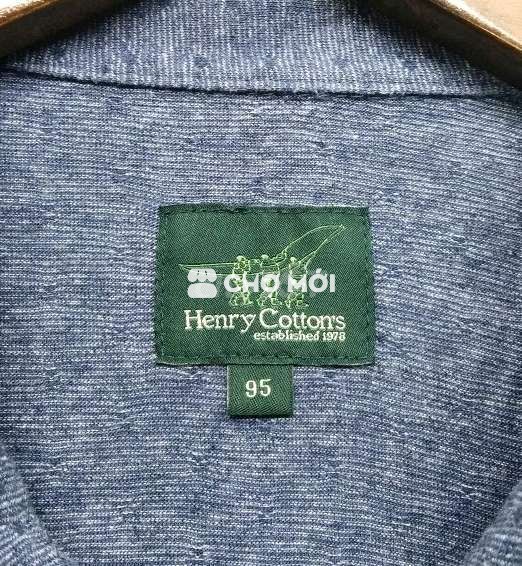 CHỢ MỚI
Henry Cotton's
established 1978
95